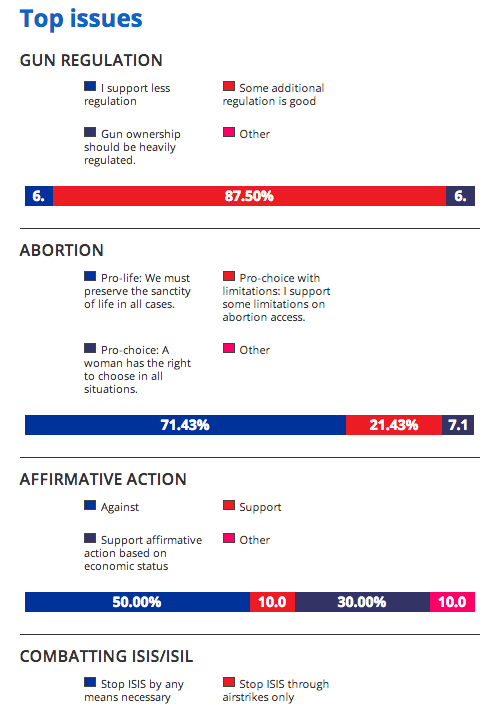 Top issues
GUN REGULATION
I support less
regulation
Some additional
regulation is good
Gun ownership
should be heavily
regulated.
Other
6.
87.50%
6.
ABORTION
Pro-life: We must
preserve the sanctity
of life in all cases.
Pro-choice with
limitations: I support
some limitations on
abortion access.
Pro-choice: A
woman has the right
to choose in all
situations.
Other
71.43%
21.43%
7.1
AFFIRMATIVE ACTION
Against
Support
Support affirmative
action based on
economic status
Other
50.00%
10.0
30.00%
10.0
COMBATTING ISIS/ISIL
Stop ISIS by any
means necessary
Stop ISIS through
airstrikes only